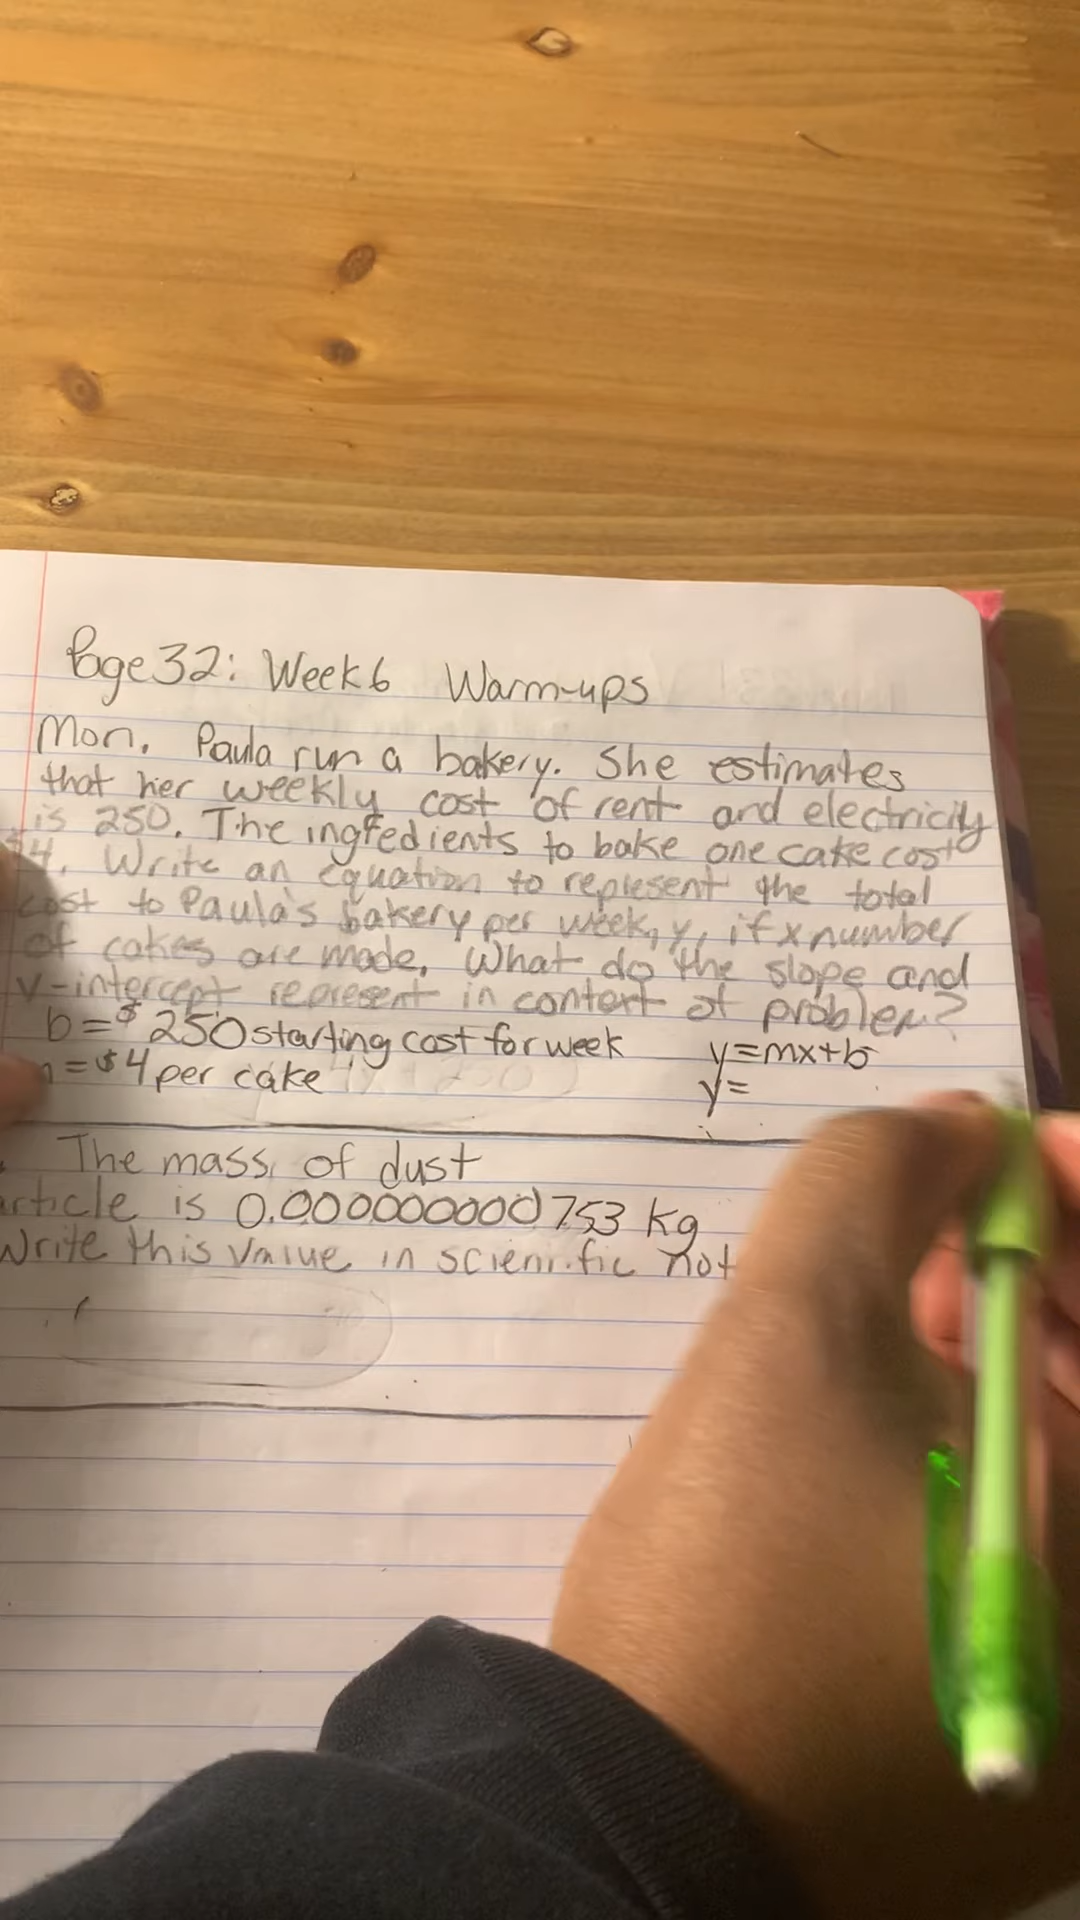 Page 32: Week 6 Warm-ups
Mon. Paula run a bakery. She estimates
that her weekly cost of rent and electricity
is 250. The ingredients to bake one cake cost
$4. Write an equation to represent the total
cost to Paula's bakery per week, y, if x number
of cakes are made. What do the slope and
y-intercept represent in context of problem?
b = $250 starting cost for week
y = mx + b
= $4 per cake
y =
The mass of dust
article is 0.000000000753 kg
Write this value in scientific not